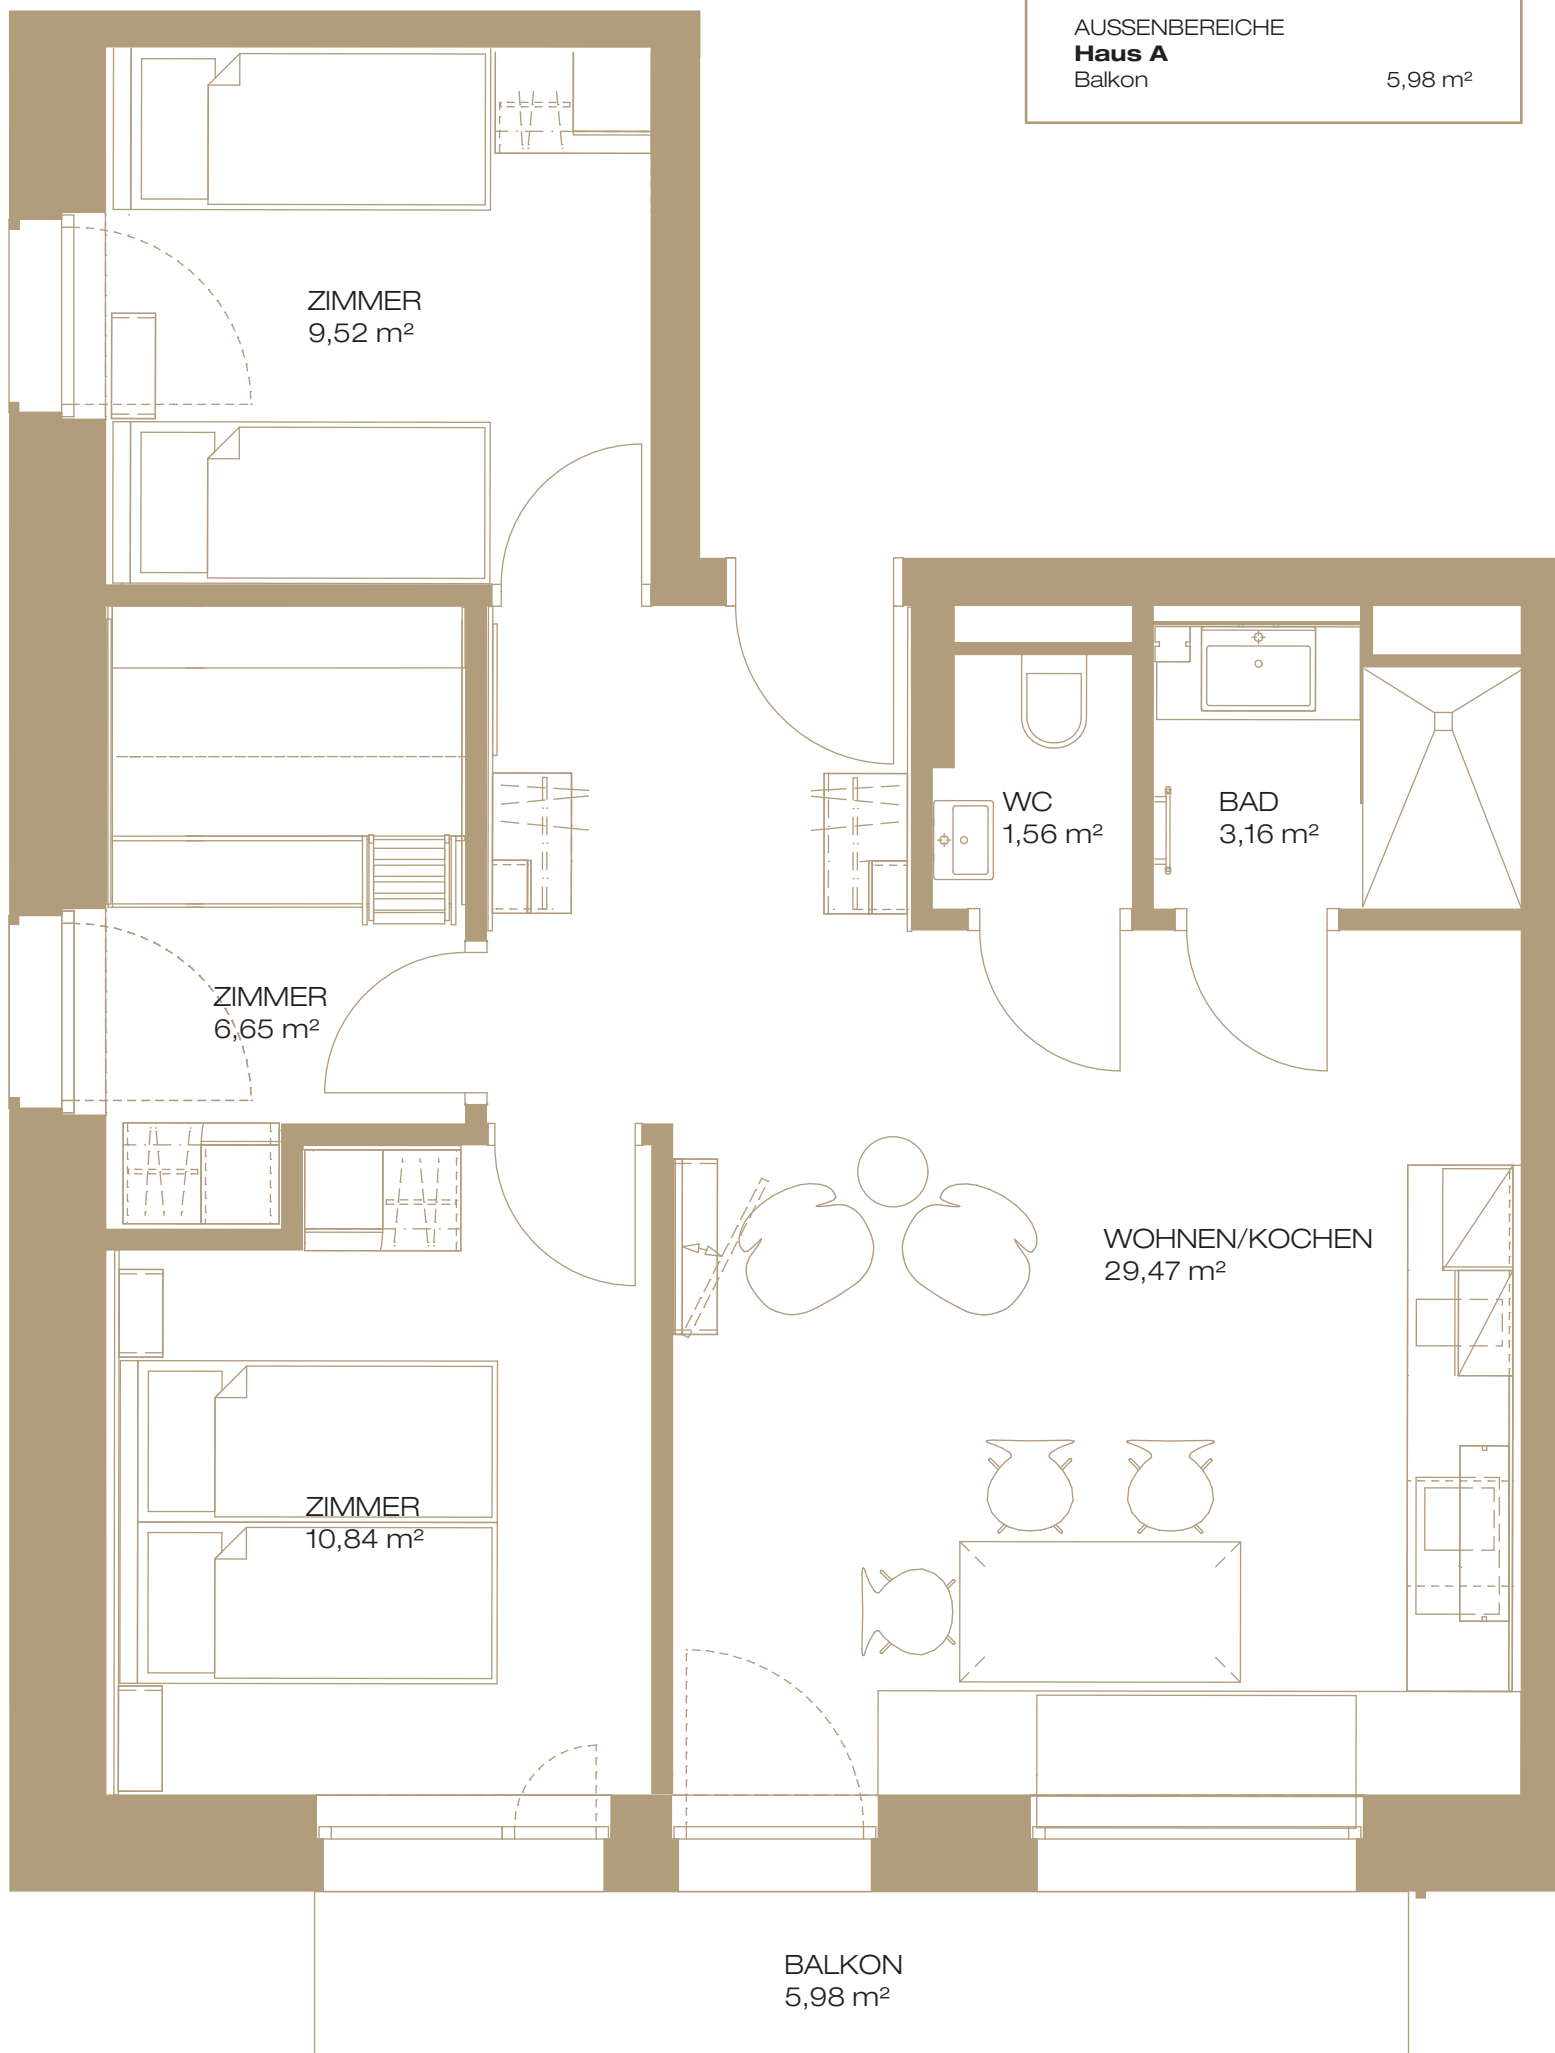 AUSSENBEREICHE
Haus A
Balkon 5,98 m²
ZIMMER
9,52 m²
WC
1,56 m²
BAD
3,16 m²
ZIMMER
6,65 m²
WOHNEN/KOCHEN
29,47 m²
ZIMMER
10,84 m²
BALKON
5,98 m²